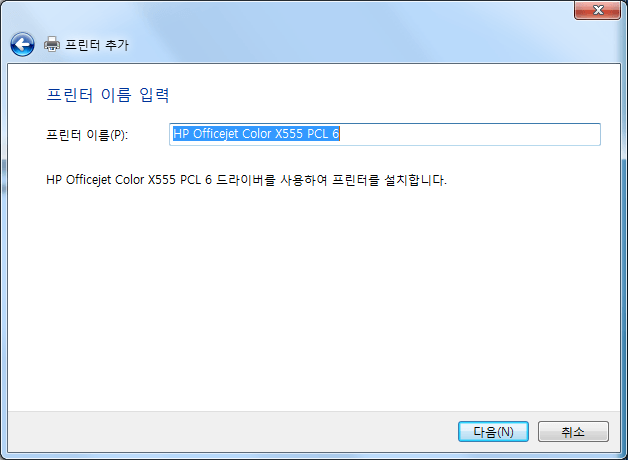 프린터 추가
프린터 이름 입력
프린터 이름(P): HP Officejet Color X555 PCL 6
HP Officejet Color X555 PCL 6 드라이버를 사용하여 프린터를 설치합니다.
다음(N) 취소